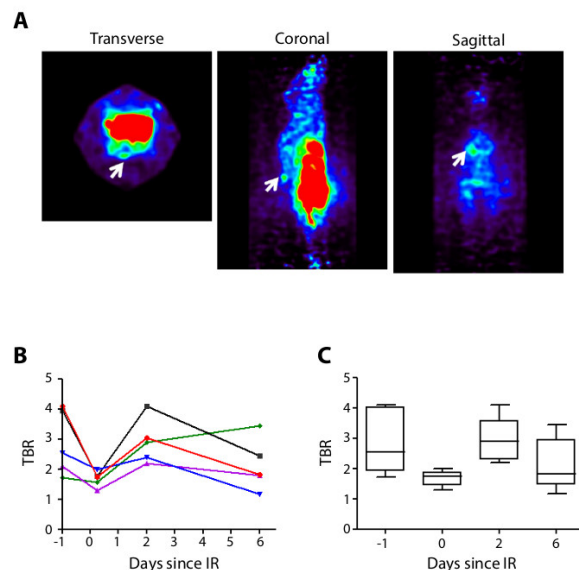 A
Transverse
Coronal
Sagittal
B
5
4
3
2
1
0
TBR
-1 0 1 2 3 4 5 6
Days since IR
C
5
4
3
2
1
0
TBR
-1 0 2 6
Days since IR